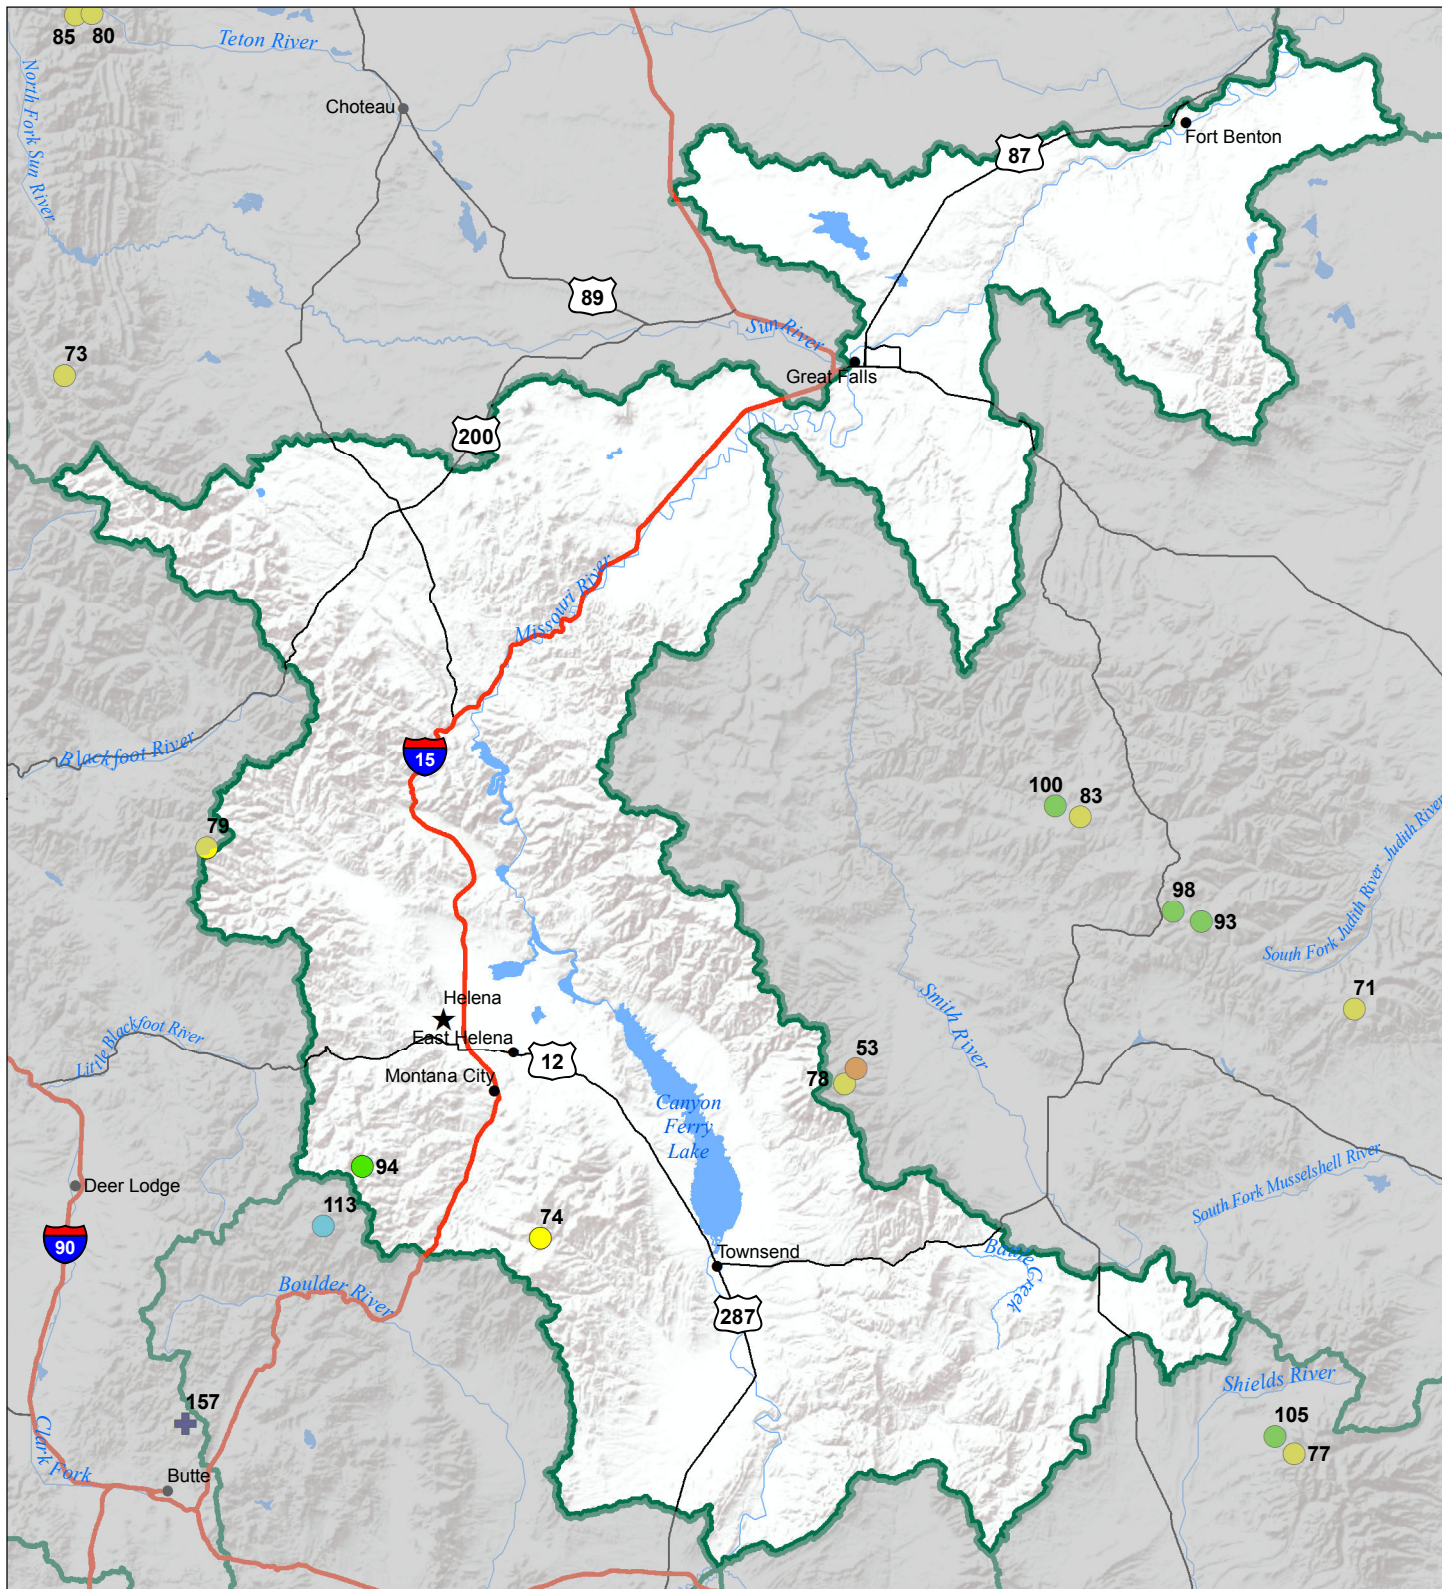 85
80
Teton River
North Fork Sun River
Choteau
87
Fort Benton
89
Sun River
73
Great Falls
200
Missouri River
Blackfoot River
15
79
100
83
98
93
South Fork Judith River
Judith River
71
Helena
East Helena
12
Montana City
Little Blackfoot River
Smith River
53
78
Canyon
Ferry
Lake
94
Deer Lodge
113
74
90
South Fork Musselshell River
Townsend
Battle Creek
Boulder River
287
157
Shields River
105
77
Clark Fork
Butte